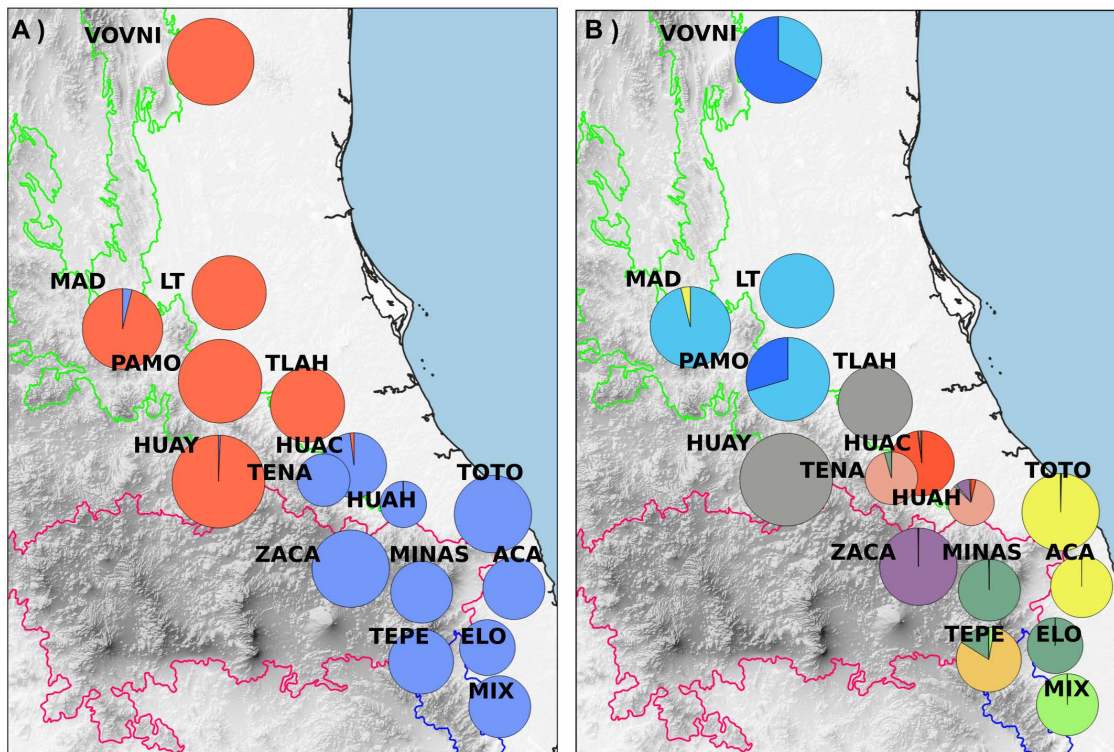 A )
VOVNI
MAD
LT
PAMO
TLAH
HUAY
HUAC
TENA
HUAH
TOTO
ZACA
MINAS
ACA
TEPE
ELO
MIX
B )
VOVNI
MAD
LT
PAMO
TLAH
HUAY
HUAC
TENA
HUAH
TOTO
ZACA
MINAS
ACA
TEPE
ELO
MIX